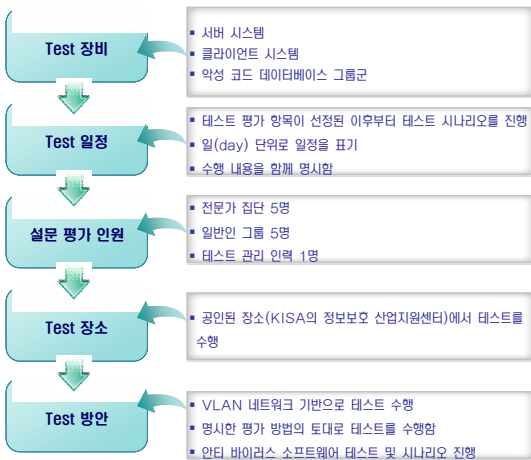 Test 장비
▪ 서버 시스템
▪ 클라이언트 시스템
▪ 악성 코드 데이터베이스 그룹군
Test 일정
▪ 테스트 평가 항목이 선정된 이후부터 테스트 시나리오를 진행
▪ 일(day) 단위로 일정을 표기
▪ 수행 내용을 함께 명시함
설문 평가 인원
▪ 전문가 집단 5명
▪ 일반인 그룹 5명
▪ 테스트 관리 인력 1명
Test 장소
▪ 공인된 장소(KISA의 정보보호 산업지원센터)에서 테스트를
수행
Test 방안
▪ VLAN 네트워크 기반으로 테스트 수행
▪ 명시한 평가 방법의 토대로 테스트를 수행함
▪ 안티 바이러스 소프트웨어 테스트 및 시나리오 진행